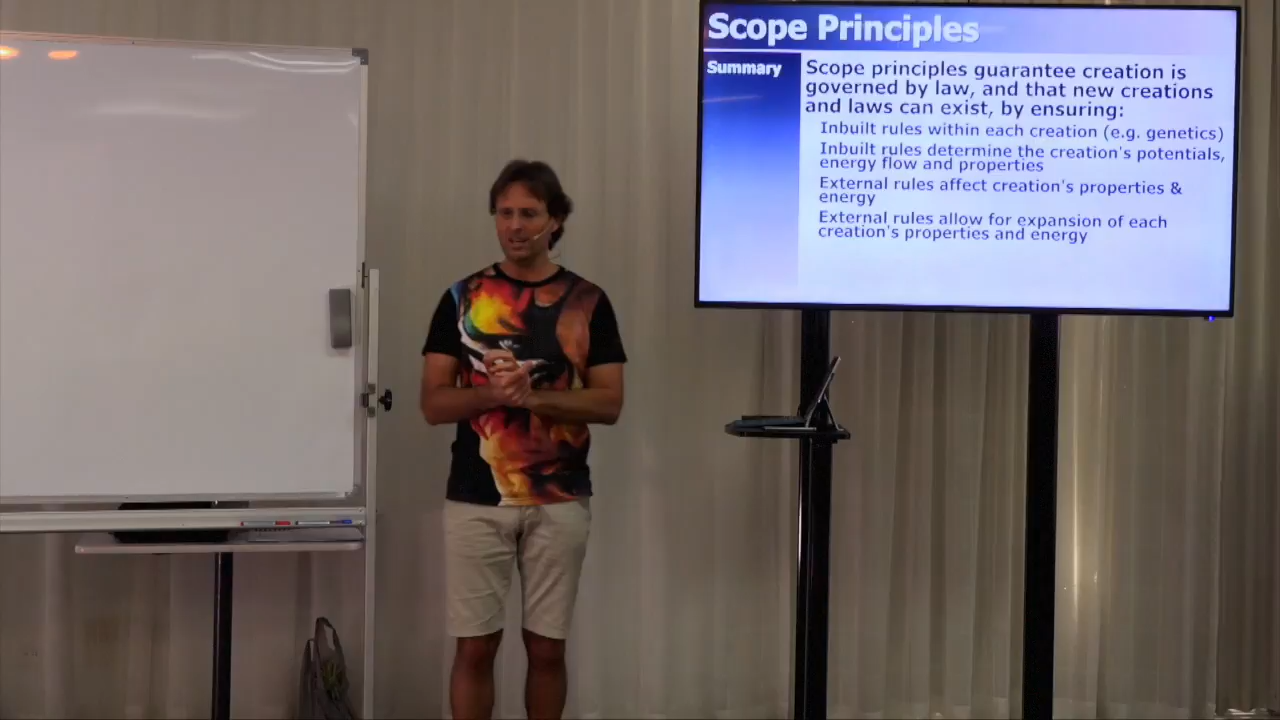 Scope Principles
Summary
Scope principles guarantee creation is
governed by law, and that new creations
and laws can exist, by ensuring:
Inbuilt rules within each creation (e.g. genetics)
Inbuilt rules determine the creation's potentials,
energy flow and properties
External rules affect creation's properties &
energy
External rules allow for expansion of each
creation's properties and energy